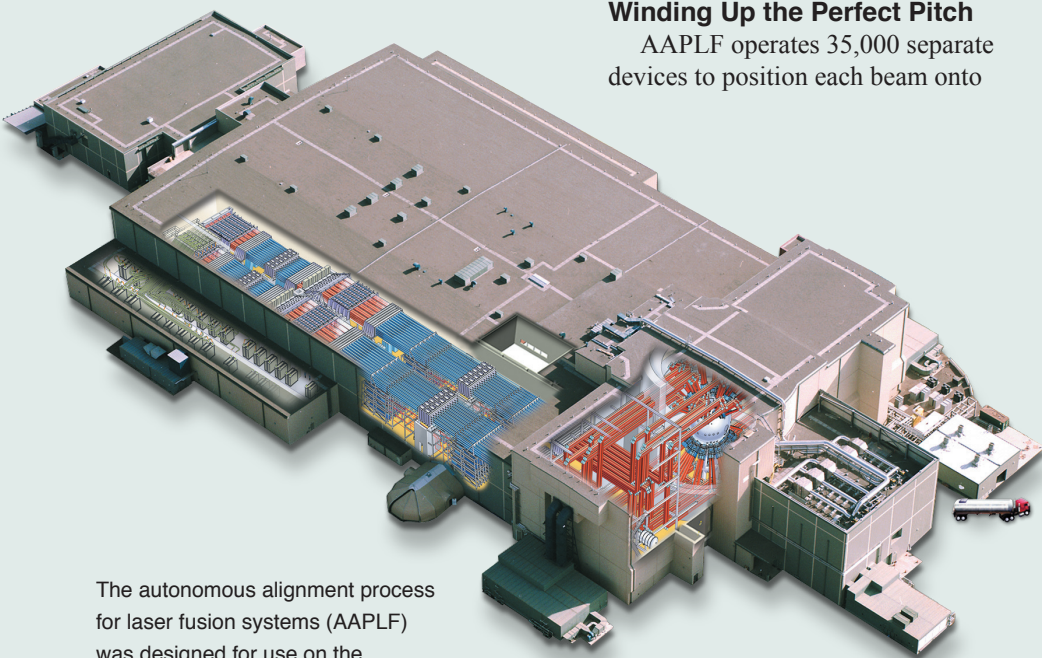 Winding Up the Perfect Pitch
AAPLF operates 35,000 separate
devices to position each beam onto
The autonomous alignment process
for laser fusion systems (AAPLF)
was designed for use on the